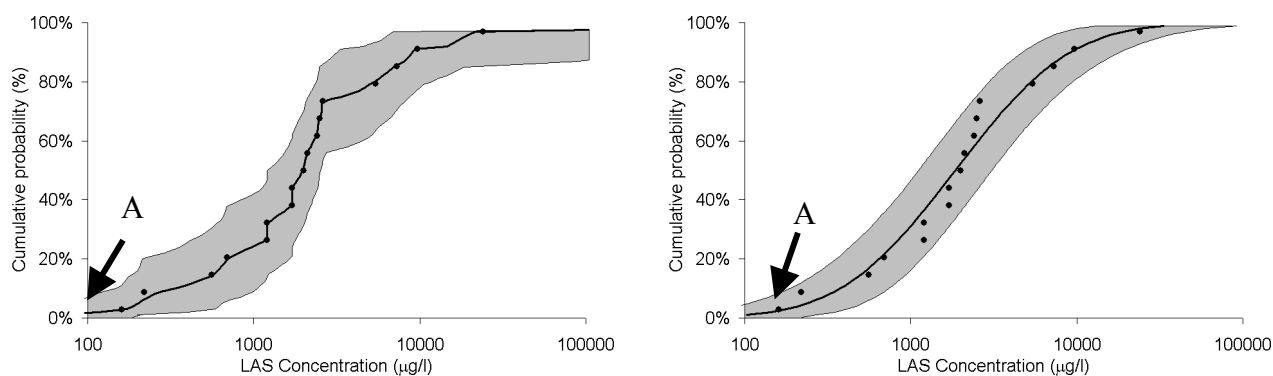 100%
80%
60%
40%
20%
0%
Cumulative probability (%)
A
100 1000 10000 100000
LAS Concentration (μg/l)
100%
80%
60%
40%
20%
0%
Cumulative probability (%)
A
100 1000 10000 100000
LAS Concentration (μg/l)